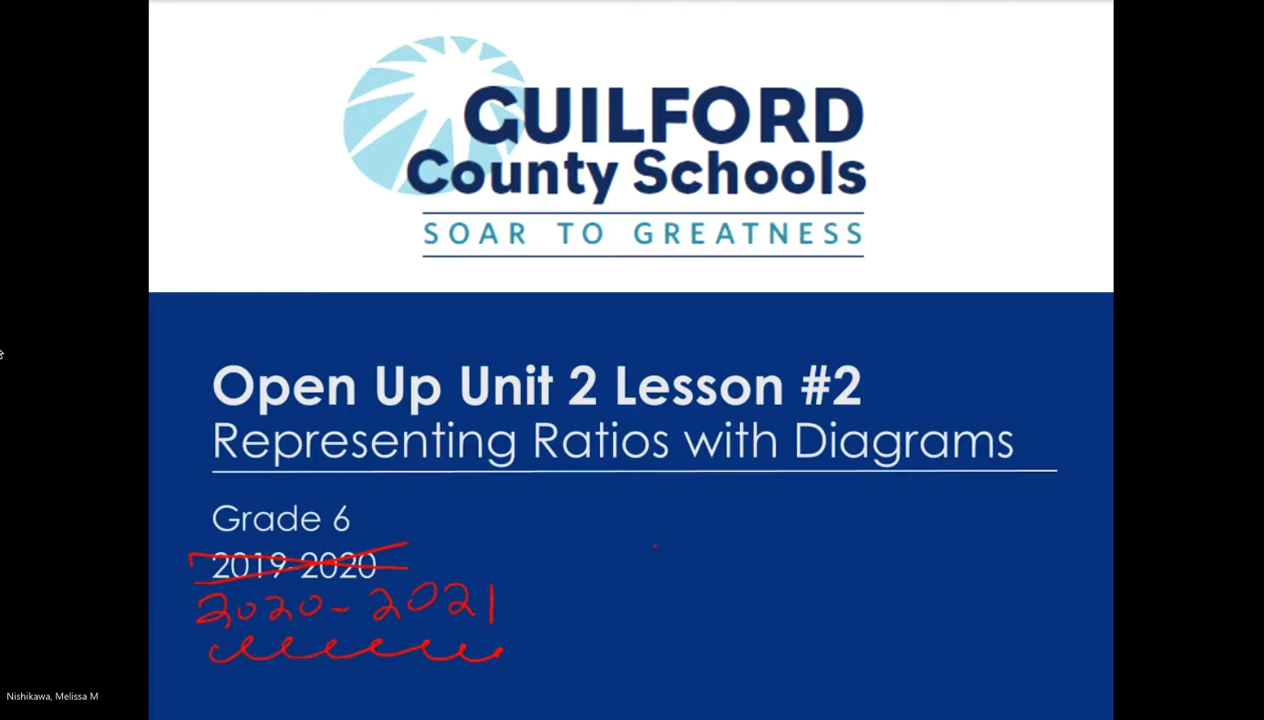 GUILFORD
County Schools
SOAR TO GREATNESS
Open Up Unit 2 Lesson #2
Representing Ratios with Diagrams
Grade 6
2019-2020
2020-2021
Nishikawa, Melissa M